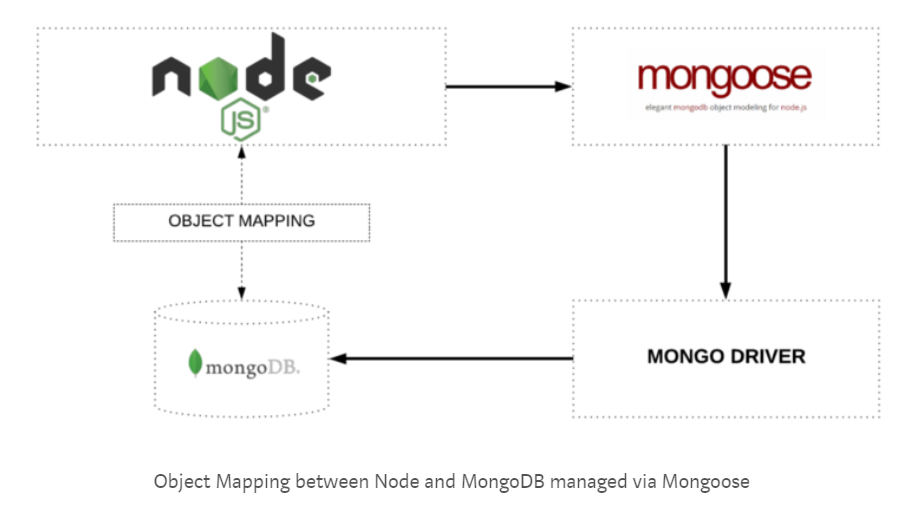 node
JS
mongoose
elegant mongodb object modeling for node.js
OBJECT MAPPING
mongoDB.
MONGO DRIVER
Object Mapping between Node and MongoDB managed via Mongoose